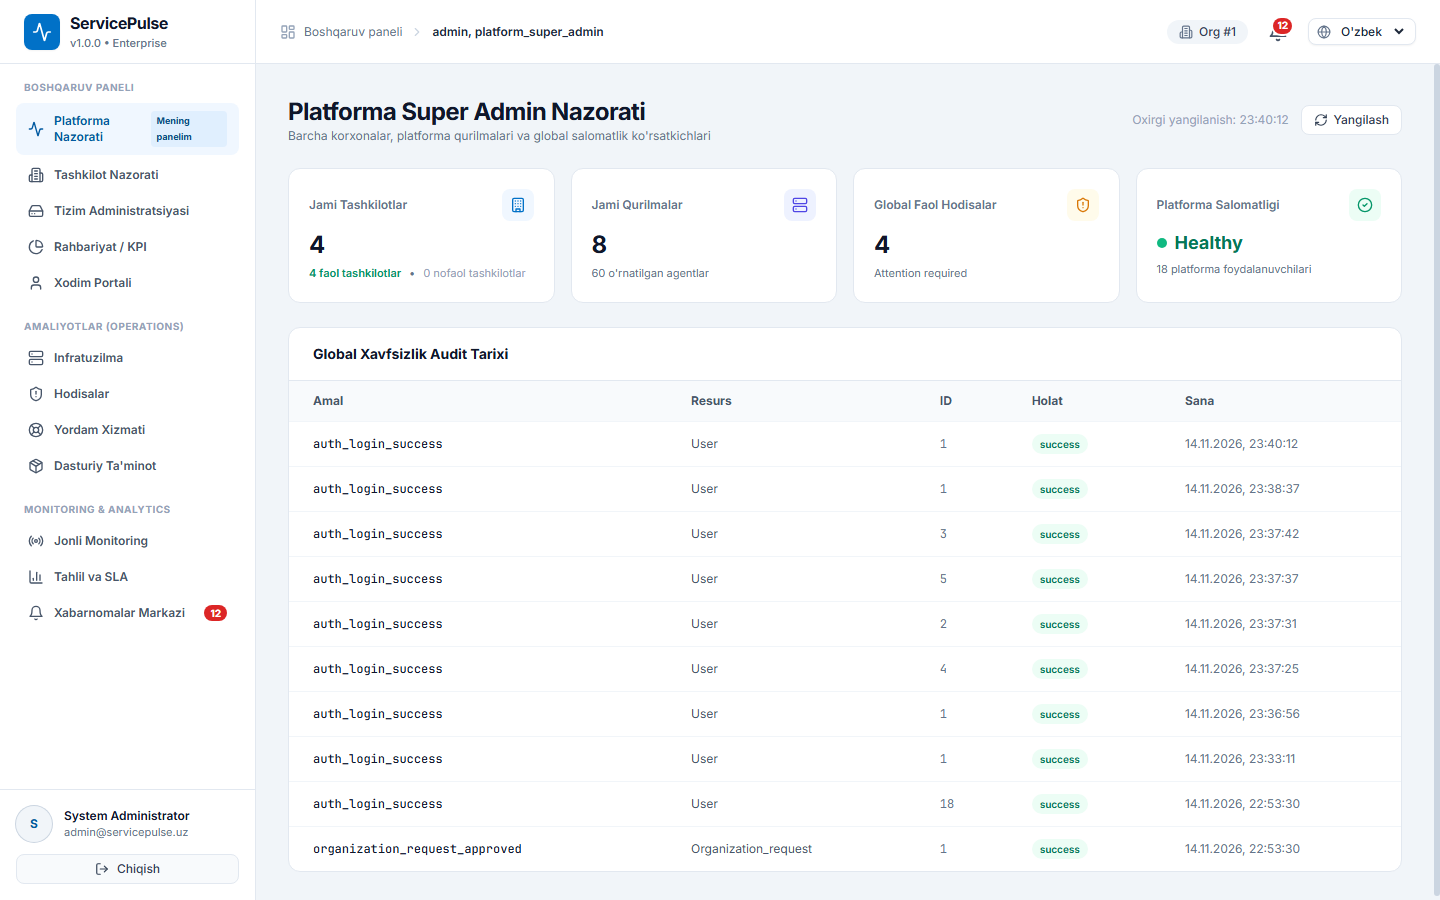 ServicePulse
v1.0.0 • Enterprise
BOSHQARUV PANELI
Platforma Nazorati
Mening panelim
Tashkilot Nazorati
Tizim Administratsiyasi
Rahbariyat / KPI
Xodim Portali
AMALIYOTLAR (OPERATIONS)
Infratuzilma
Hodisalar
Yordam Xizmati
Dasturiy Ta'minot
MONITORING & ANALYTICS
Jonli Monitoring
Tahlil va SLA
Xabarnomalar Markazi 12
S
System Administrator
admin@servicepulse.uz
Chiqish
Boshqaruv paneli > admin, platform_super_admin
Org #1
12
O'zbek
Platforma Super Admin Nazorati
Barcha korxonalar, platforma qurilmalari va global salomatlik ko'rsatkichlari
Oxirgi yangilanish: 23:40:12
Yangilash
Jami Tashkilotlar
4
4 faol tashkilotlar • 0 nofaol tashkilotlar
Jami Qurilmalar
8
60 o'rnatilgan agentlar
Global Faol Hodisalar
4
Attention required
Platforma Salomatligi
Healthy
18 platforma foydalanuvchilari
Global Xavfsizlik Audit Tarixi
Amal Resurs ID Holat Sana
auth_login_success User 1 success 14.11.2026, 23:40:12
auth_login_success User 1 success 14.11.2026, 23:38:37
auth_login_success User 3 success 14.11.2026, 23:37:42
auth_login_success User 5 success 14.11.2026, 23:37:37
auth_login_success User 2 success 14.11.2026, 23:37:31
auth_login_success User 4 success 14.11.2026, 23:37:25
auth_login_success User 1 success 14.11.2026, 23:36:56
auth_login_success User 1 success 14.11.2026, 23:33:11
auth_login_success User 18 success 14.11.2026, 22:53:30
organization_request_approved Organization_request 1 success 14.11.2026, 22:53:30